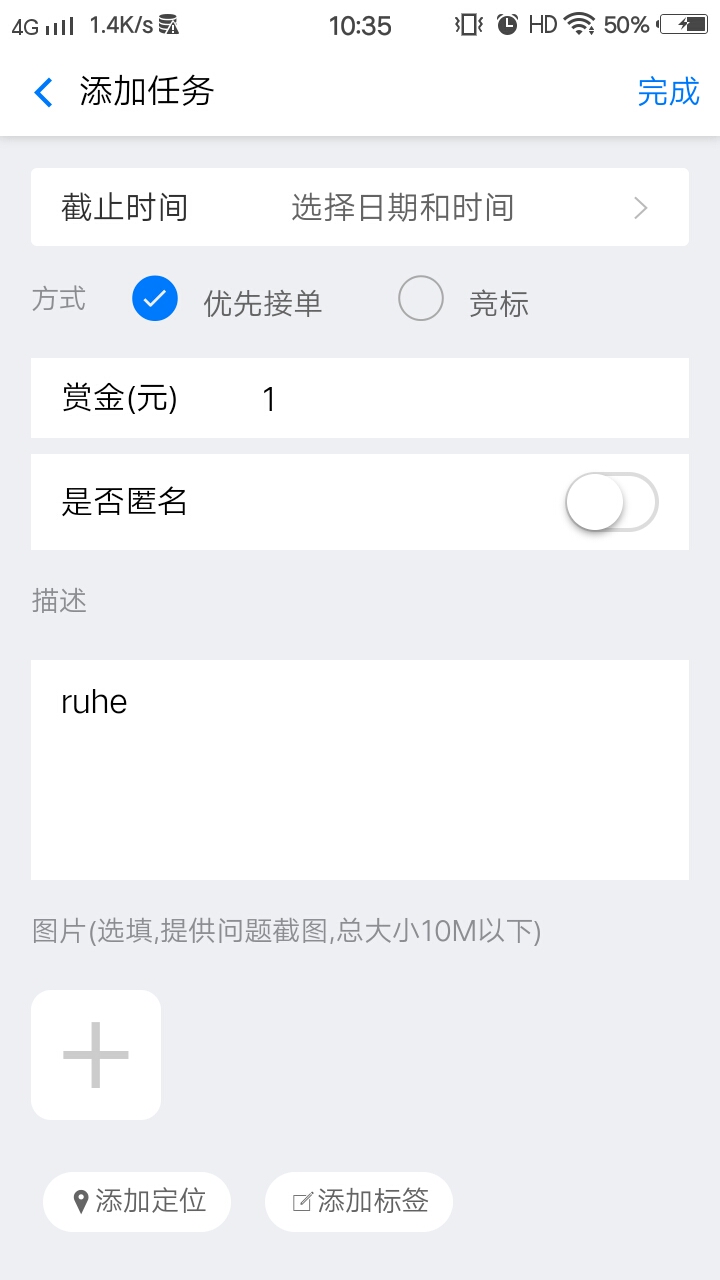 4G 1.4K/s 10:35 HD 50%
添加任务 完成
截止时间 选择日期和时间
方式 优先接单 竞标
赏金(元) 1
是否匿名
描述
ruhe
图片(选填,提供问题截图,总大小10M以下)
添加定位 添加标签